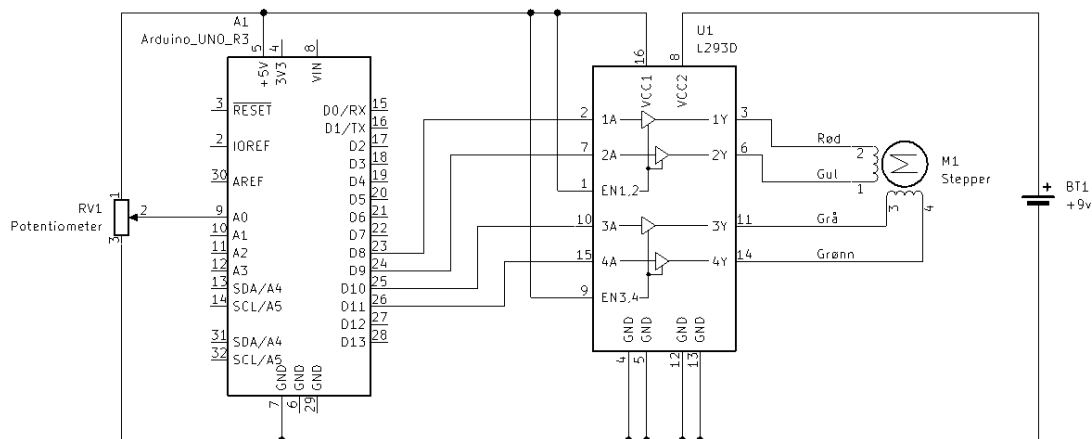 A1
Arduino_UNO_R3
5 4 8
+5V 3V3 VIN
3 RESET
2 IOREF
30 AREF
9 A0
10 A1
11 A2
12 A3
13 SDA/A4
14 SCL/A5
31 SDA/A4
32 SCL/A5
D0/RX 15
D1/TX 16
D2 17
D3 18
D4 19
D5 20
D6 21
D7 22
D8 23
D9 24
D10 25
D11 26
D12 27
D13 28
GND GND GND
7 6 29
RV1
Potentiometer
1
2
3
U1
L293D
16 8
VCC1 VCC2
2 1A 1Y 3
7 2A 2Y 6
1 EN1,2
10 3A 3Y 11
15 4A 4Y 14
9 EN3,4
GND GND GND GND
4 5 12 13
Rød
Gul
Grå
Grønn
2
1
3 4
M1
Stepper
BT1
+9v
+